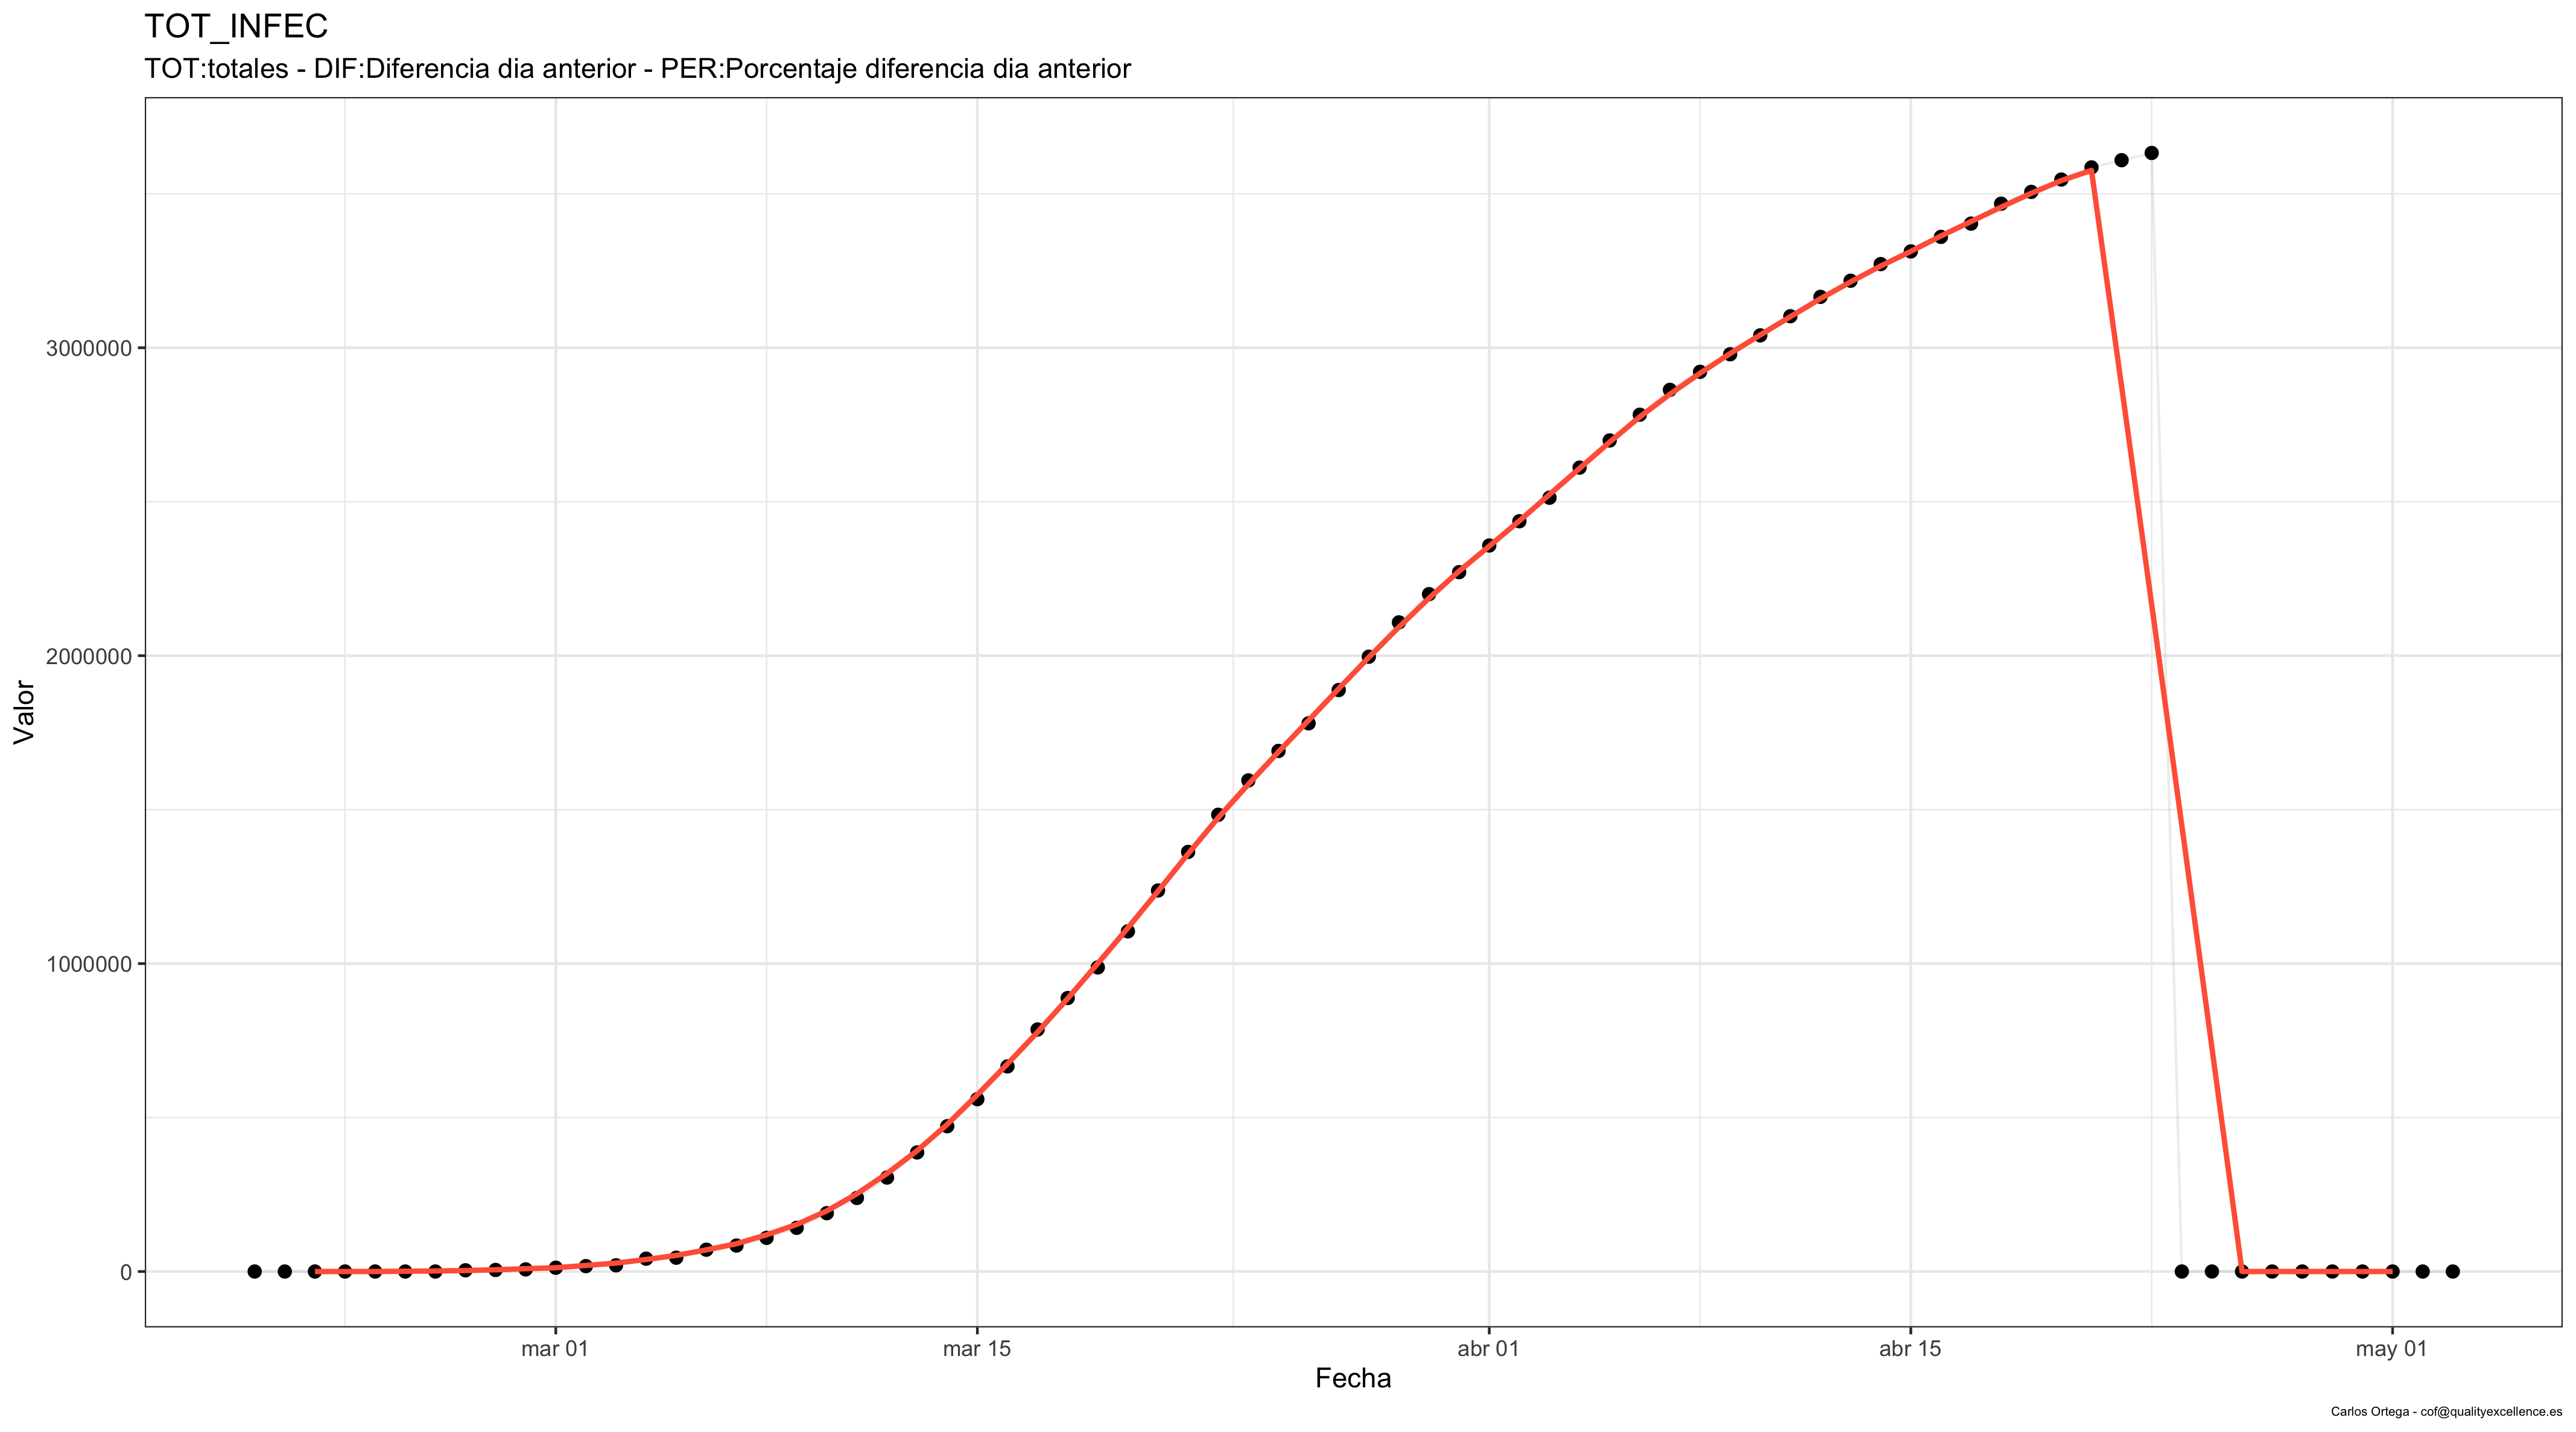 TOT_INFEC
TOT:totales - DIF:Diferencia dia anterior - PER:Porcentaje diferencia dia anterior
3000000
2000000
1000000
0
Valor
mar 01
mar 15
abr 01
abr 15
may 01
Fecha
Carlos Ortega - cof@qualityexcellence.es